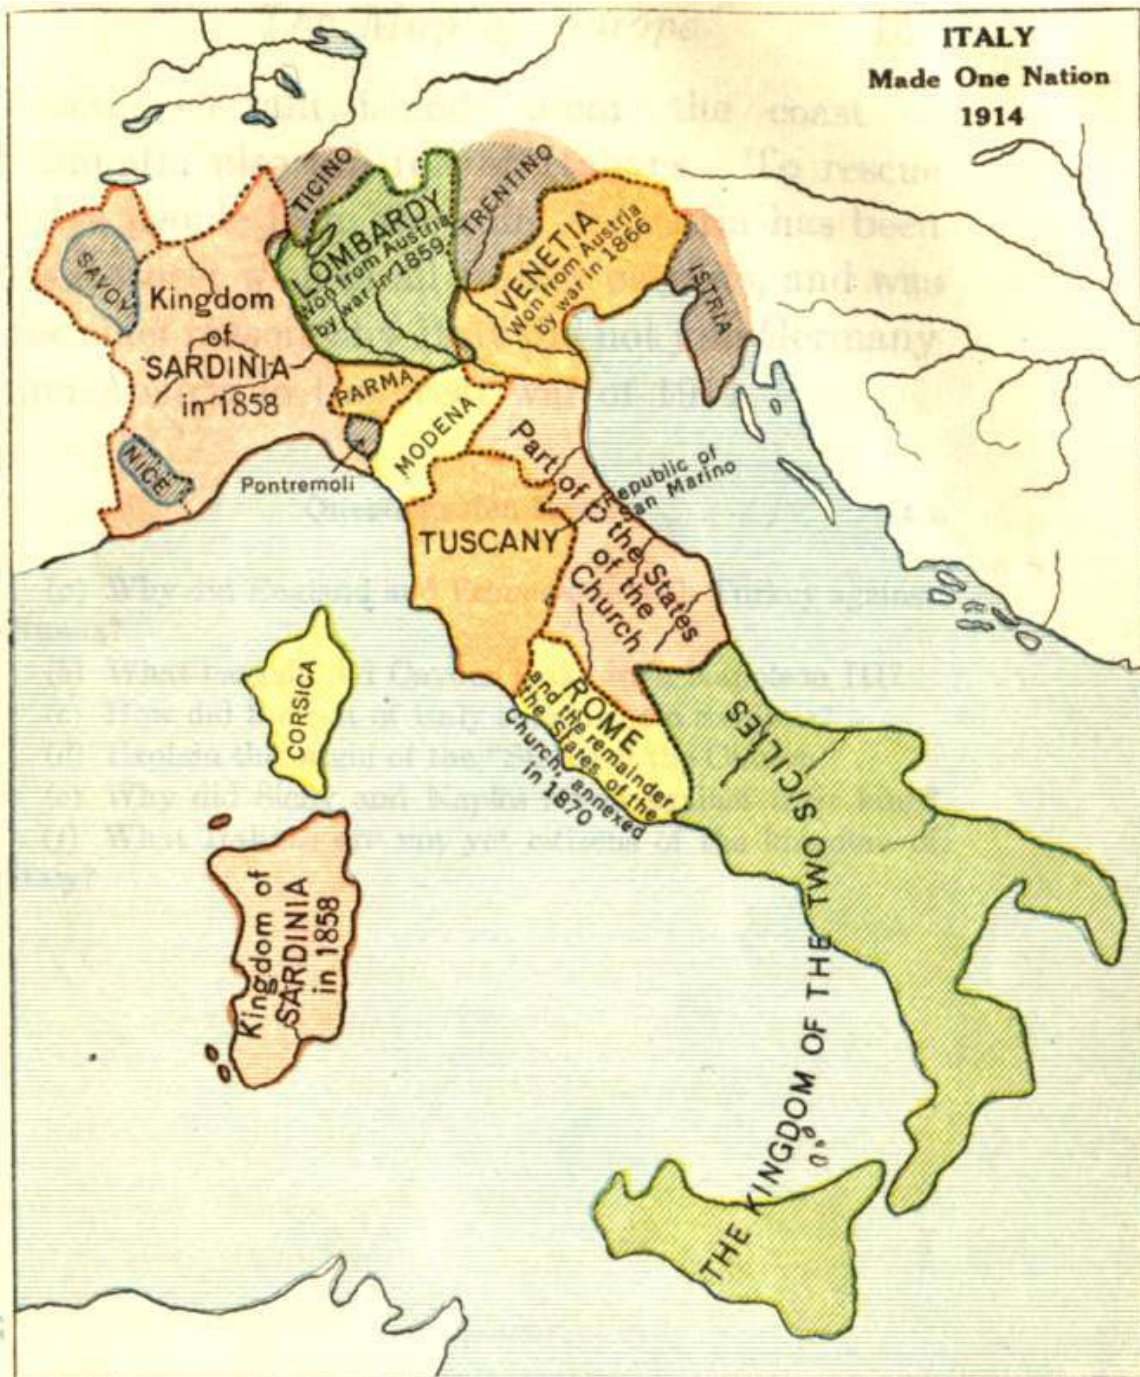 ITALY
Made One Nation
1914
TICINO
LOMBARDY
Won from Austria
by war in 1859
TRENTINO
VENETIA
Won from Austria
by war in 1866
ISTRIA
SAVOY
Kingdom
of
SARDINIA
in 1858
NICE
PARMA
MODENA
Pontremoli
Part of the States
of the
Church
Republic of
San Marino
TUSCANY
CORSICA
ROME
and the remainder
of the States of the
Church, annexed
in 1870
Kingdom of
SARDINIA
in 1858
THE KINGDOM OF THE TWO SICILIES